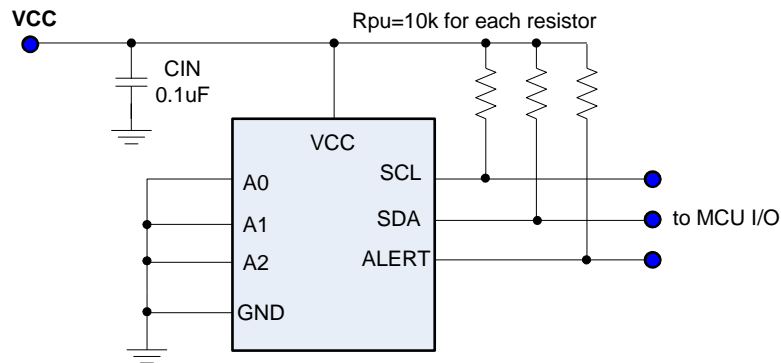 VCC
Rpu=10k for each resistor
CIN
0.1uF
VCC
A0
SCL
A1
SDA
to MCU I/O
A2
ALERT
GND